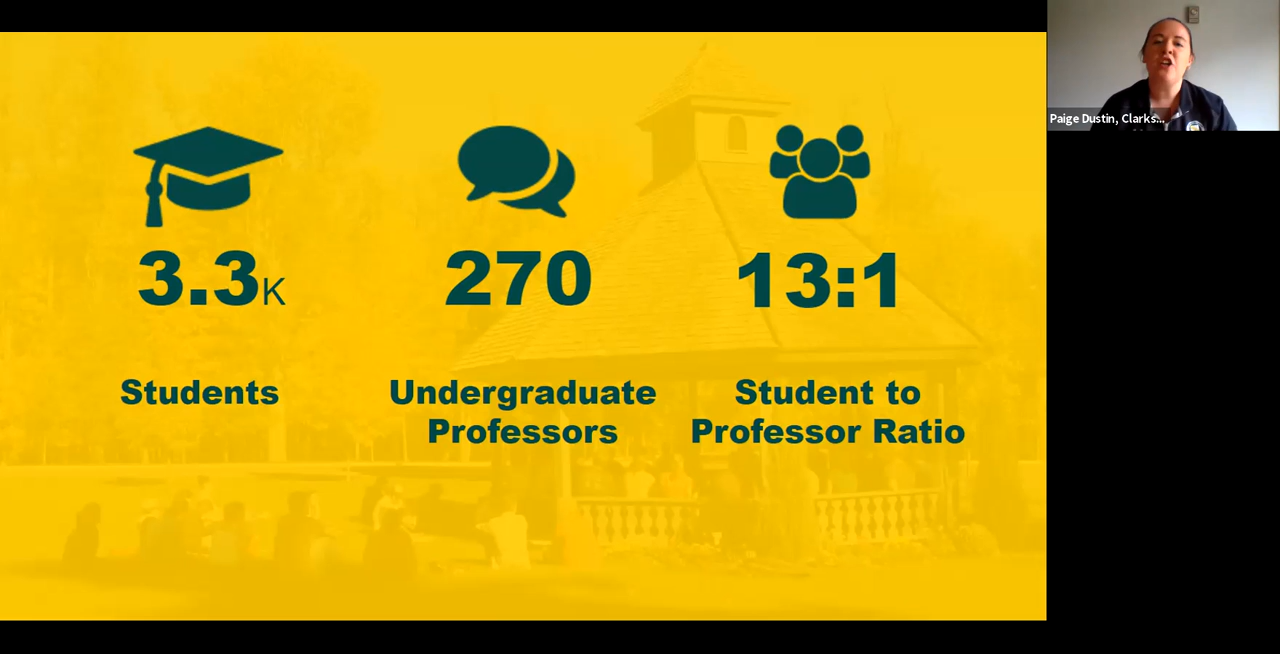 Paige Dustin, Clarks...
3.3K
270
13:1
Students
Undergraduate
Professors
Student to
Professor Ratio